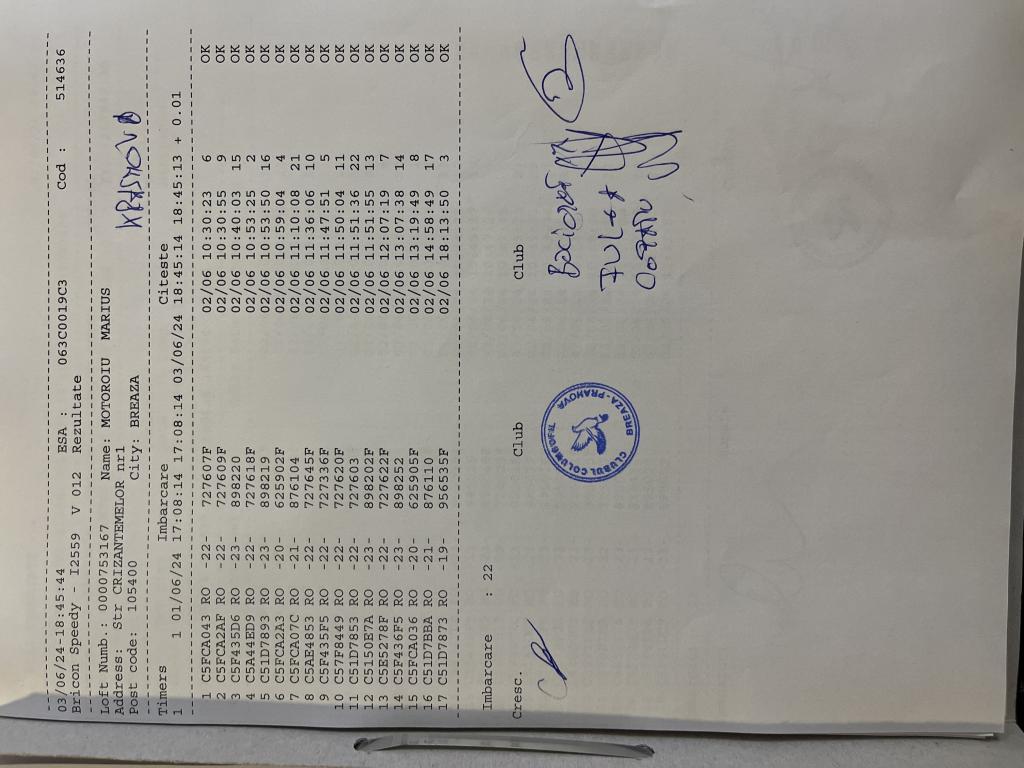 03/06/24-18:45:44 ESA : 063C0019C3 Cod : 514636
Bricon Speedy - I2559 V 012 Rezultate
Loft Numb.: 0000753167 Name: MOTOROIU MARIUS
Address: Str CRIZANTEMELOR nr1
Post code: 105400 City: BREAZA
Timers Imbarcare Citeste
1 1 01/06/24 17:08:14 17:08:14 03/06/24 18:45:14 18:45:13 + 0.01
1 C5FCA043 RO -22- 727607F 02/06 10:30:23 6 OK
2 C5FCA2AF RO -22- 727609F 02/06 10:30:55 9 OK
3 C5F435D6 RO -23- 898220 02/06 10:40:03 15 OK
4 C5A44ED9 RO -22- 727618F 02/06 10:53:25 2 OK
5 C51D7893 RO -23- 898219 02/06 10:53:50 16 OK
6 C5FCA2A3 RO -20- 625902F 02/06 10:59:04 4 OK
7 C5FCA07C RO -21- 876104 02/06 11:10:08 21 OK
8 C5AE4853 RO -22- 727645F 02/06 11:36:06 10 OK
9 C5F435F5 RO -22- 727336F 02/06 11:47:51 5 OK
10 C57F8449 RO -22- 727620F 02/06 11:50:04 11 OK
11 C51D7853 RO -22- 727603 02/06 11:51:36 22 OK
12 C5150E7A RO -23- 898202F 02/06 11:51:55 13 OK
13 C5E5278F RO -22- 727622F 02/06 12:07:19 7 OK
14 C5F436F5 RO -23- 898252 02/06 13:07:38 14 OK
15 C5FCA036 RO -20- 625905F 02/06 13:19:49 8 OK
16 C51D7BBA RO -21- 876110 02/06 14:58:49 17 OK
17 C51D7873 RO -19- 956535F 02/06 18:13:50 3 OK
Imbarcare : 22
Cresc. Club Club
CLUBUL COLUMBOFIL
BREAZA-PRAHOVA